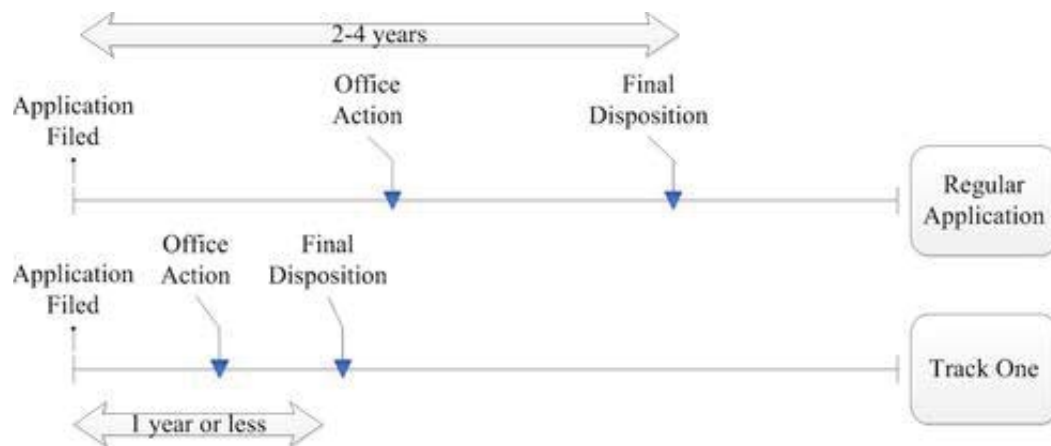 2-4 years
Application
Filed
Office
Action
Final
Disposition
Regular
Application
Application
Filed
Office
Action
Final
Disposition
Track One
1 year or less